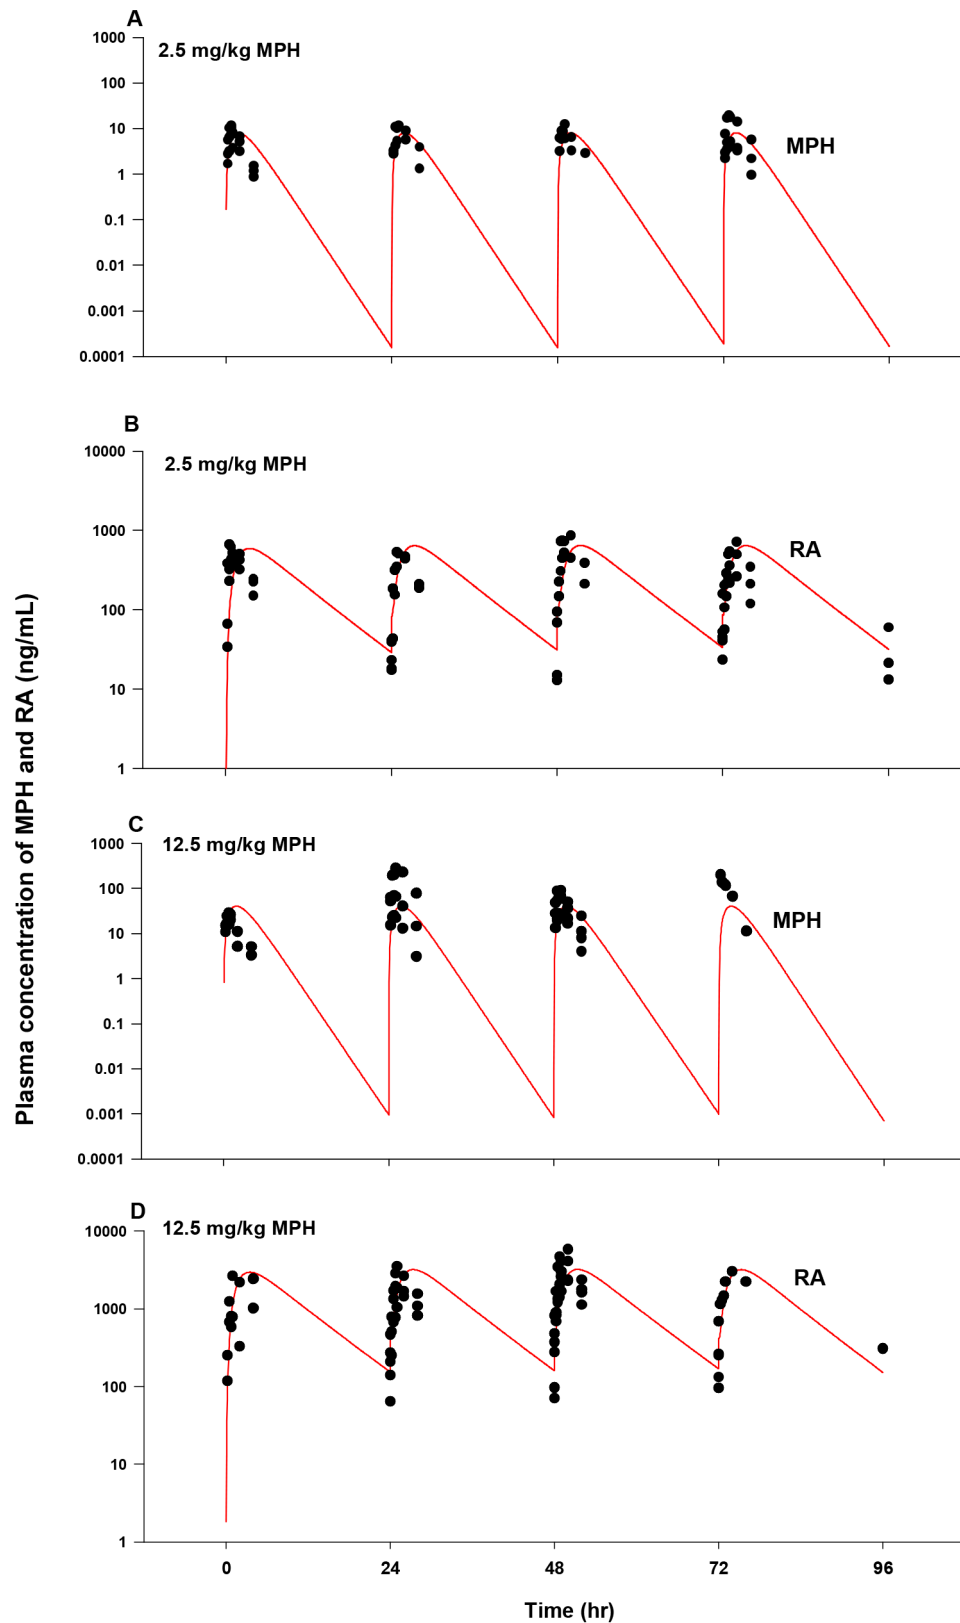 A
2.5 mg/kg MPH
1000
100
10
1
0.1
0.01
0.001
0.0001
MPH
B
2.5 mg/kg MPH
10000
1000
100
10
1
RA
Plasma concentration of MPH and RA (ng/mL)
C
12.5 mg/kg MPH
1000
100
10
1
0.1
0.01
0.001
0.0001
MPH
D
12.5 mg/kg MPH
10000
1000
100
10
1
RA
0 24 48 72 96
Time (hr)